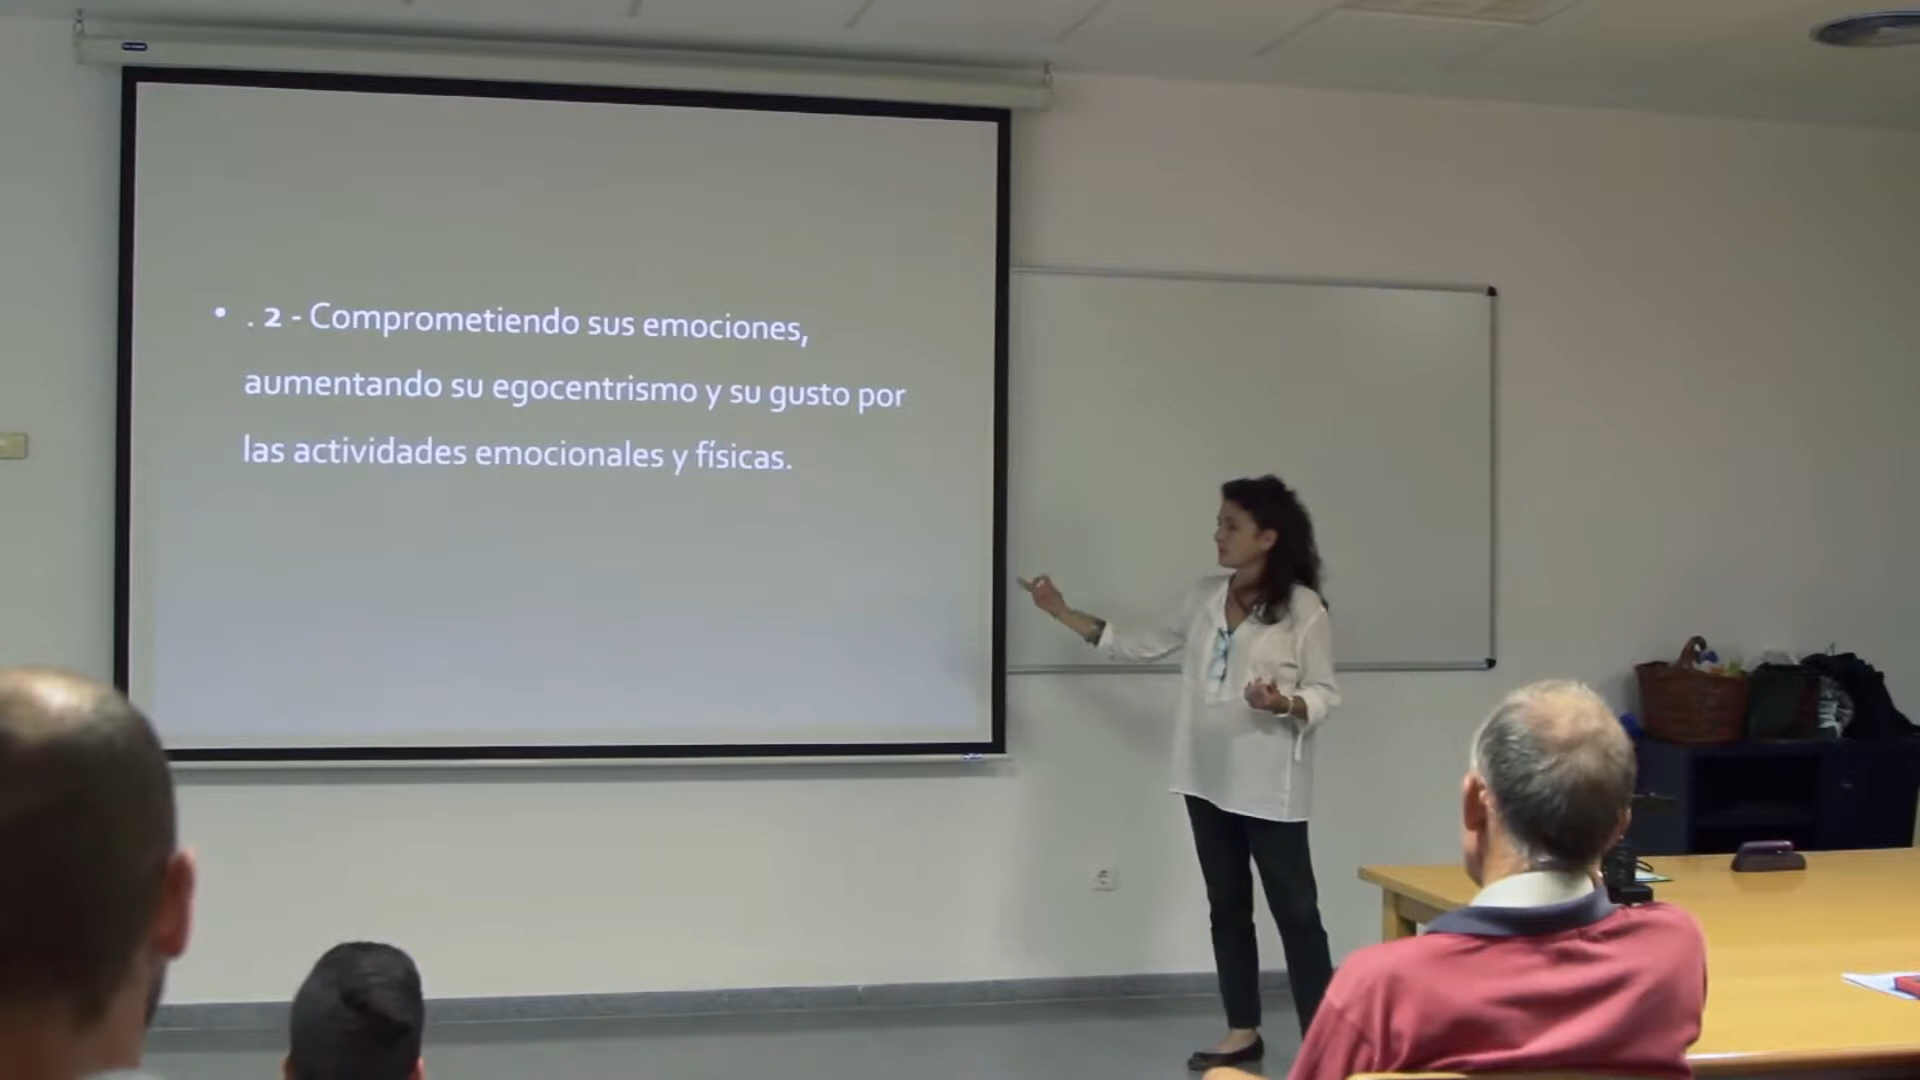 • . 2 - Comprometiendo sus emociones,
aumentando su egocentrismo y su gusto por
las actividades emocionales y físicas.